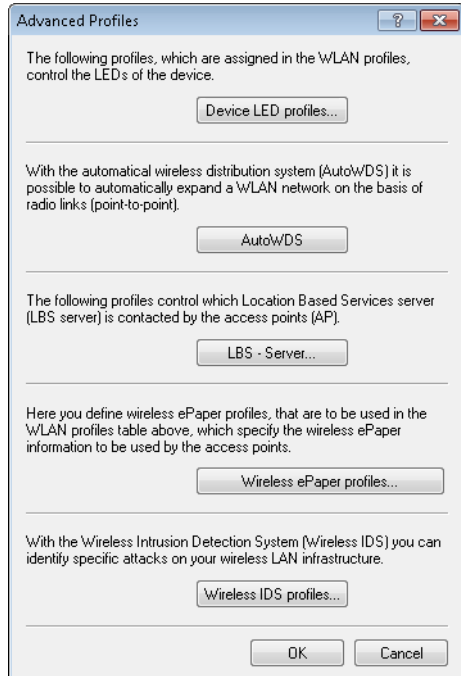 Advanced Profiles
?
The following profiles, which are assigned in the WLAN profiles,
control the LEDs of the device.
Device LED profiles...
With the automatical wireless distribution system (AutoWDS) it is
possible to automatically expand a WLAN network on the basis of
radio links (point-to-point).
AutoWDS
The following profiles control which Location Based Services server
(LBS server) is contacted by the access points (AP).
LBS - Server...
Here you define wireless ePaper profiles, that are to be used in the
WLAN profiles table above, which specify the wireless ePaper
information to be used by the access points.
Wireless ePaper profiles...
With the Wireless Intrusion Detection System (Wireless IDS) you can
identify specific attacks on your wireless LAN infrastructure.
Wireless IDS profiles...
OK Cancel